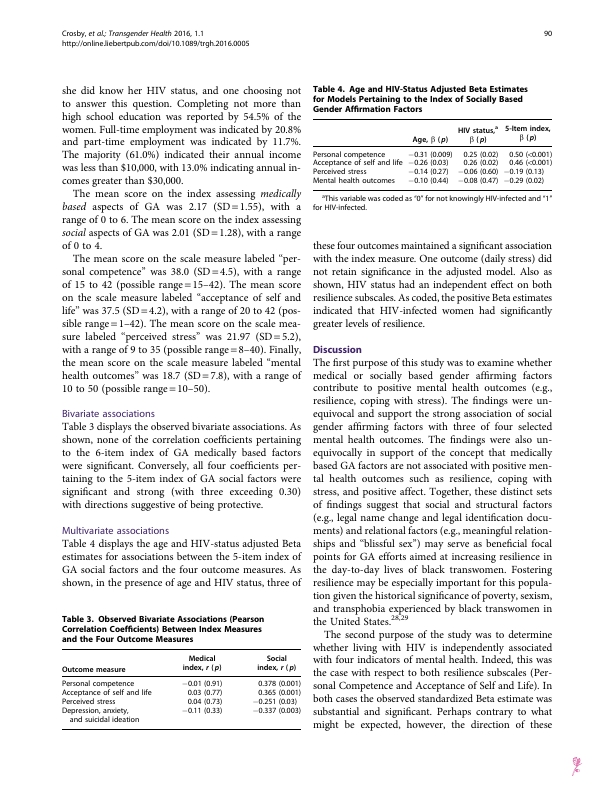 Crosby, et al.; Transgender Health 2016, 1.1
http://online.liebertpub.com/doi/10.1089/trgh.2016.0005
90
she did know her HIV status, and one choosing not
to answer this question. Completing not more than
high school education was reported by 54.5% of the
women. Full-time employment was indicated by 20.8%
and part-time employment was indicated by 11.7%.
The majority (61.0%) indicated their annual income
was less than $10,000, with 13.0% indicating annual in-
comes greater than $30,000.
The mean score on the index assessing medically
based aspects of GA was 2.17 (SD = 1.55), with a
range of 0 to 6. The mean score on the index assessing
social aspects of GA was 2.01 (SD = 1.28), with a range
of 0 to 4.
The mean score on the scale measure labeled “per-
sonal competence” was 38.0 (SD = 4.5), with a range
of 15 to 42 (possible range = 15–42). The mean score
on the scale measure labeled “acceptance of self and
life” was 37.5 (SD = 4.2), with a range of 20 to 42 (pos-
sible range = 1–42). The mean score on the scale mea-
sure labeled “perceived stress” was 21.97 (SD = 5.2),
with a range of 9 to 35 (possible range = 8–40). Finally,
the mean score on the scale measure labeled “mental
health outcomes” was 18.7 (SD = 7.8), with a range of
10 to 50 (possible range = 10–50).
Bivariate associations
Table 3 displays the observed bivariate associations. As
shown, none of the correlation coefficients pertaining
to the 6-item index of GA medically based factors
were significant. Conversely, all four coefficients per-
taining to the 5-item index of GA social factors were
significant and strong (with three exceeding 0.30)
with directions suggestive of being protective.
Multivariate associations
Table 4 displays the age and HIV-status adjusted Beta
estimates for associations between the 5-item index of
GA social factors and the four outcome measures. As
shown, in the presence of age and HIV status, three of
Table 3. Observed Bivariate Associations (Pearson
Correlation Coefficients) Between Index Measures
and the Four Outcome Measures
Outcome measure Medical index, r (p) Social index, r (p)
Personal competence −0.01 (0.91) 0.378 (0.001)
Acceptance of self and life 0.03 (0.77) 0.365 (0.001)
Perceived stress 0.04 (0.73) −0.251 (0.03)
Depression, anxiety, −0.11 (0.33) −0.337 (0.003)
and suicidal ideation
Table 4. Age and HIV-Status Adjusted Beta Estimates
for Models Pertaining to the Index of Socially Based
Gender Affirmation Factors
Age, β (p) HIV status,a β (p) 5-Item index, β (p)
Personal competence −0.31 (0.009) 0.25 (0.02) 0.50 (<0.001)
Acceptance of self and life −0.26 (0.03) 0.26 (0.02) 0.46 (<0.001)
Perceived stress −0.14 (0.27) −0.06 (0.60) −0.19 (0.13)
Mental health outcomes −0.10 (0.44) −0.08 (0.47) −0.29 (0.02)
aThis variable was coded as “0” for not knowingly HIV-infected and “1”
for HIV-infected.
these four outcomes maintained a significant association
with the index measure. One outcome (daily stress) did
not retain significance in the adjusted model. Also as
shown, HIV status had an independent effect on both
resilience subscales. As coded, the positive Beta estimates
indicated that HIV-infected women had significantly
greater levels of resilience.
Discussion
The first purpose of this study was to examine whether
medical or socially based gender affirming factors
contribute to positive mental health outcomes (e.g.,
resilience, coping with stress). The findings were un-
equivocal and support the strong association of social
gender affirming factors with three of four selected
mental health outcomes. The findings were also un-
equivocally in support of the concept that medically
based GA factors are not associated with positive men-
tal health outcomes such as resilience, coping with
stress, and positive affect. Together, these distinct sets
of findings suggest that social and structural factors
(e.g., legal name change and legal identification docu-
ments) and relational factors (e.g., meaningful relation-
ships and “blissful sex”) may serve as beneficial focal
points for GA efforts aimed at increasing resilience in
the day-to-day lives of black transwomen. Fostering
resilience may be especially important for this popula-
tion given the historical significance of poverty, sexism,
and transphobia experienced by black transwomen in
the United States.28,29
The second purpose of the study was to determine
whether living with HIV is independently associated
with four indicators of mental health. Indeed, this was
the case with respect to both resilience subscales (Per-
sonal Competence and Acceptance of Self and Life). In
both cases the observed standardized Beta estimate was
substantial and significant. Perhaps contrary to what
might be expected, however, the direction of these